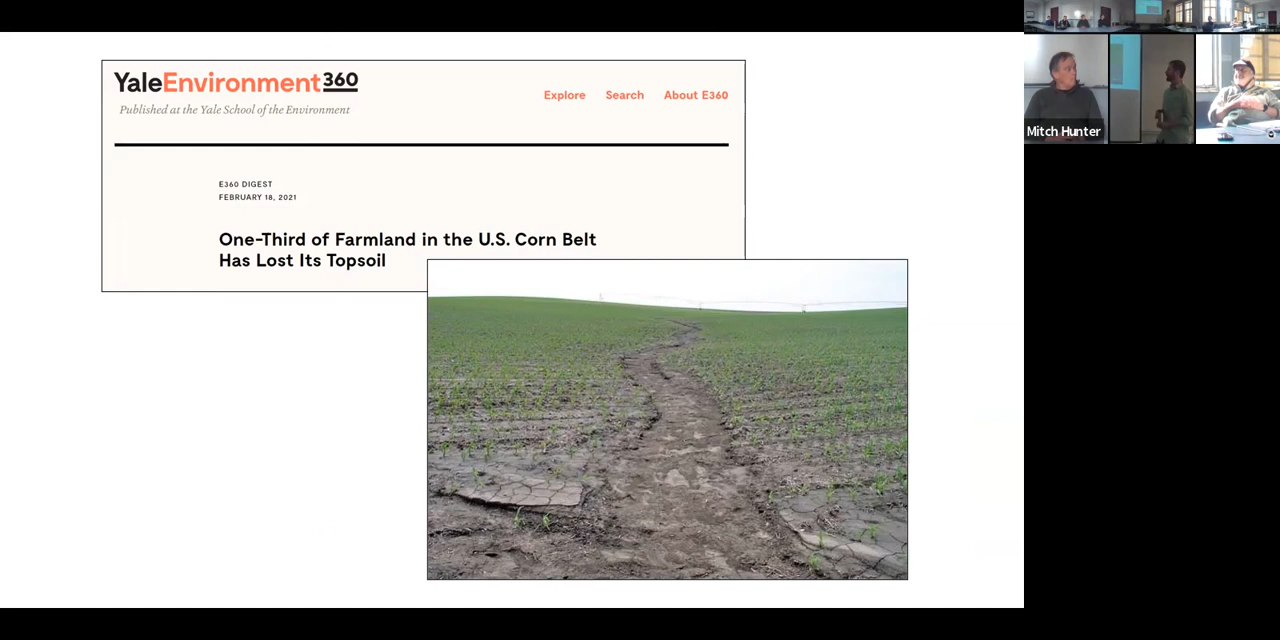 YaleEnvironment360
Published at the Yale School of the Environment
Explore Search About E360
E360 DIGEST
FEBRUARY 18, 2021
One-Third of Farmland in the U.S. Corn Belt
Has Lost Its Topsoil
Mitch Hunter